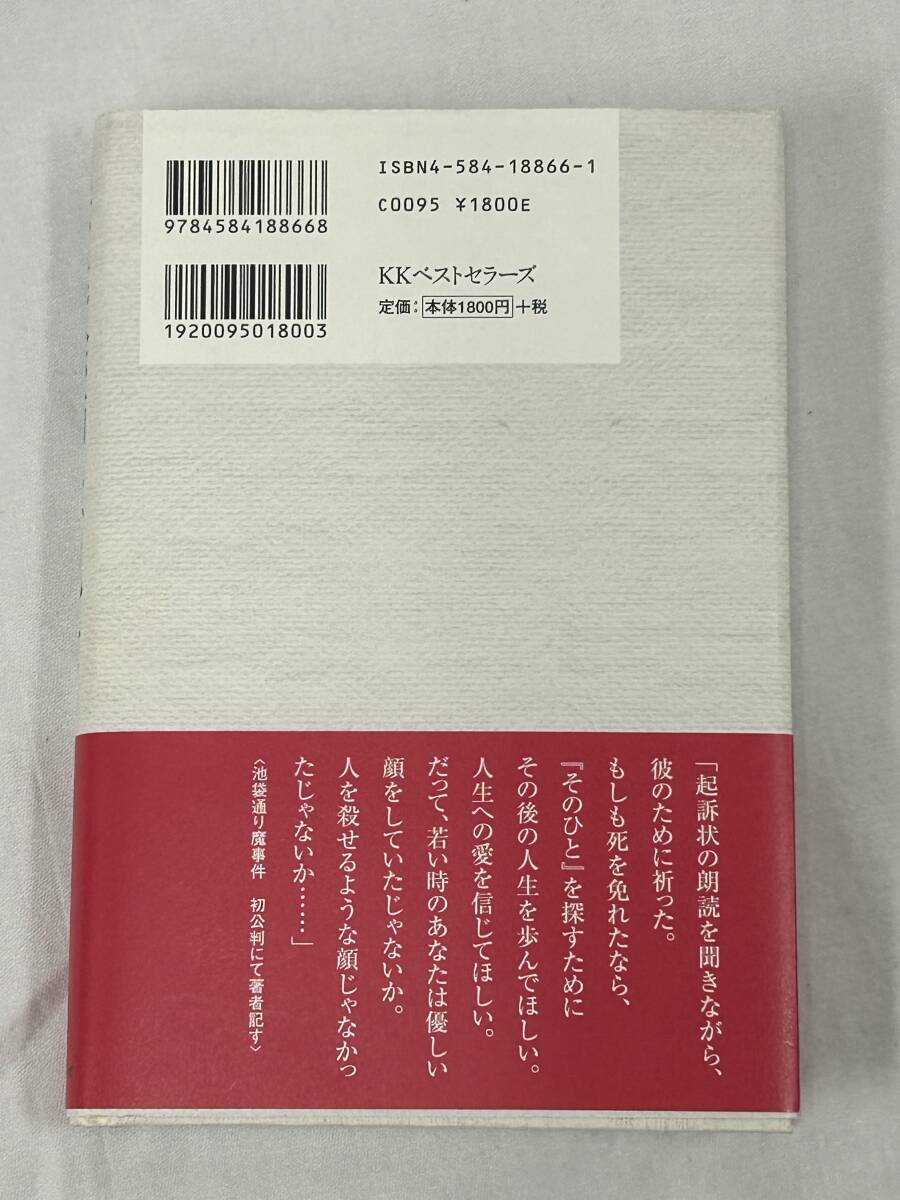 9784584188668
ISBN4-584-18866-1
C0095 ¥1800E
1920095018003
KKベストセラーズ
定価:本体1800円+税
「起訴状の朗読を聞きながら、
彼のために祈った。
もしも死を免れたなら、
『そのひと』を探すために
その後の人生を歩んでほしい。
人生への愛を信じてほしい。
だって、若い時のあなたは優しい
顔をしていたじゃないか。
人を殺せるような顔じゃなかっ
たじゃないか……」
〈池袋通り魔事件　初公判にて著者記す〉